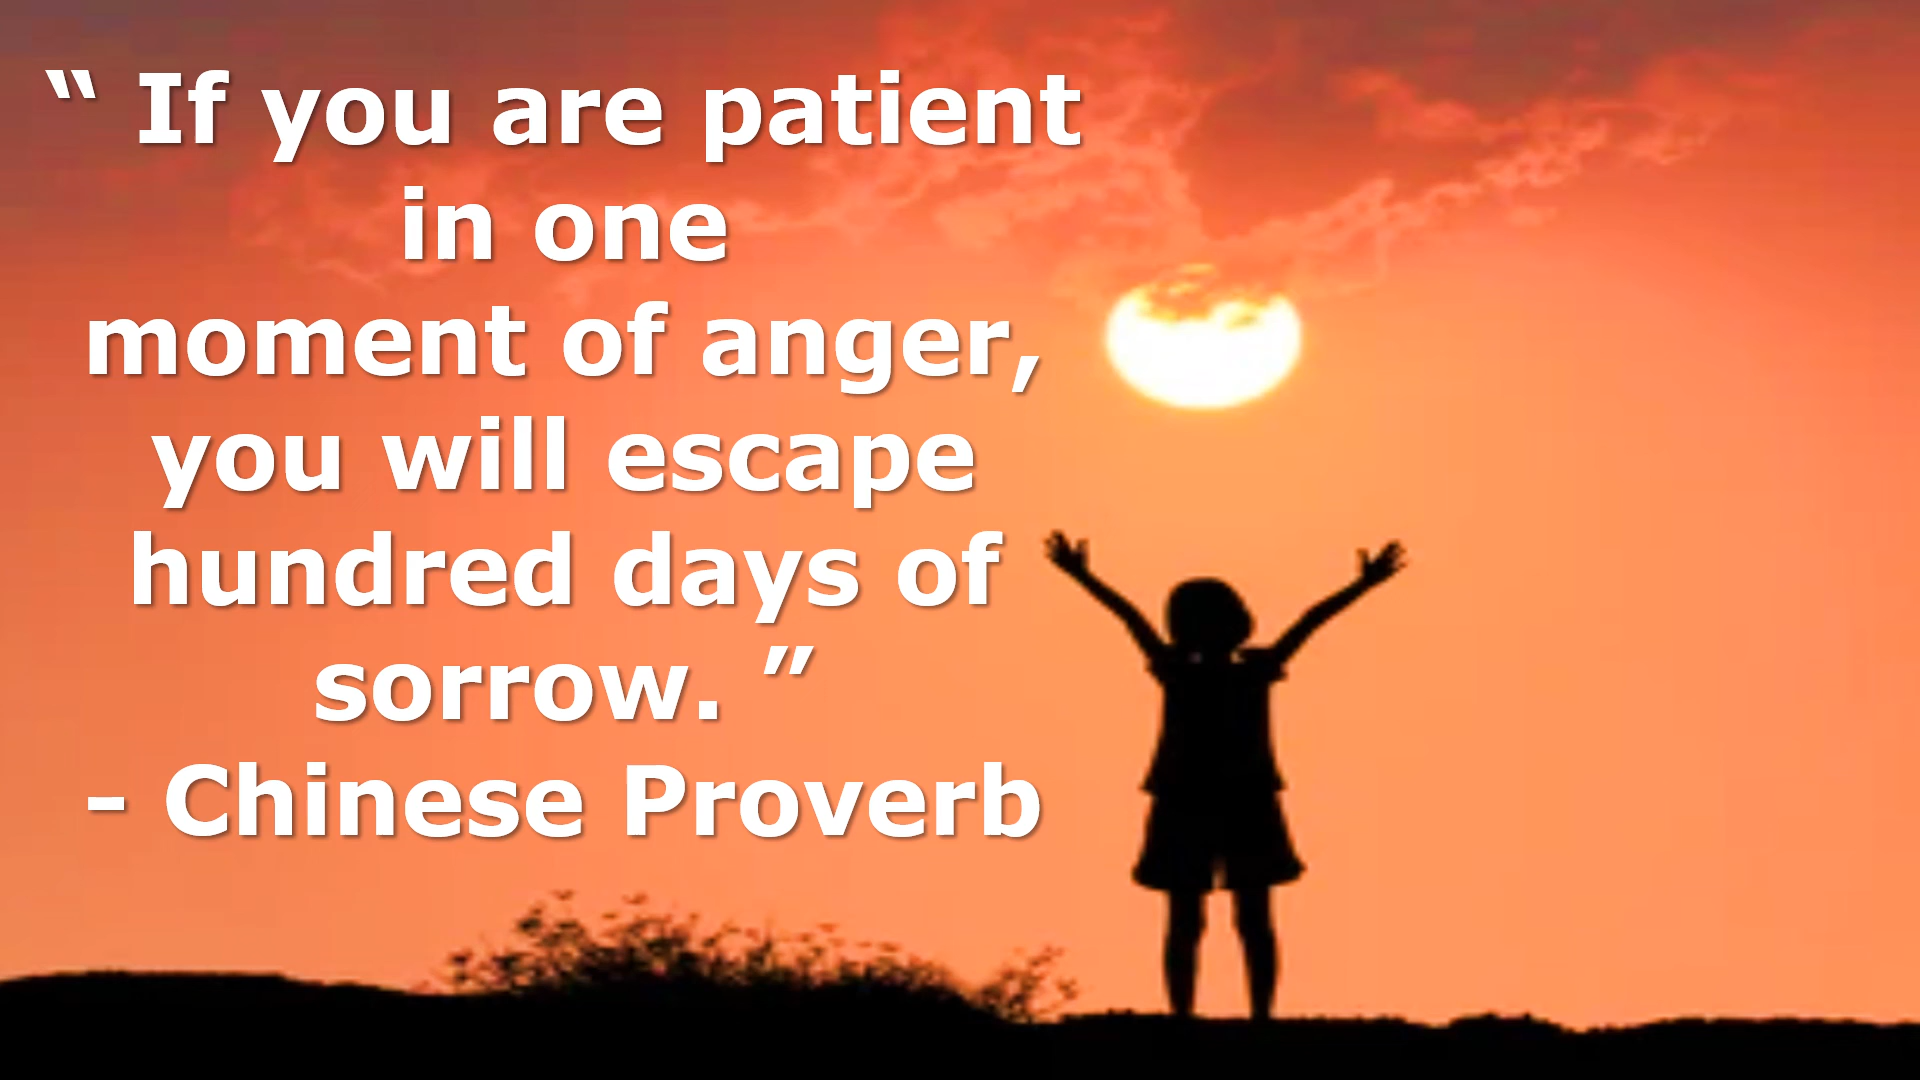 “ If you are patient
in one
moment of anger,
you will escape
hundred days of
sorrow. ”
- Chinese Proverb